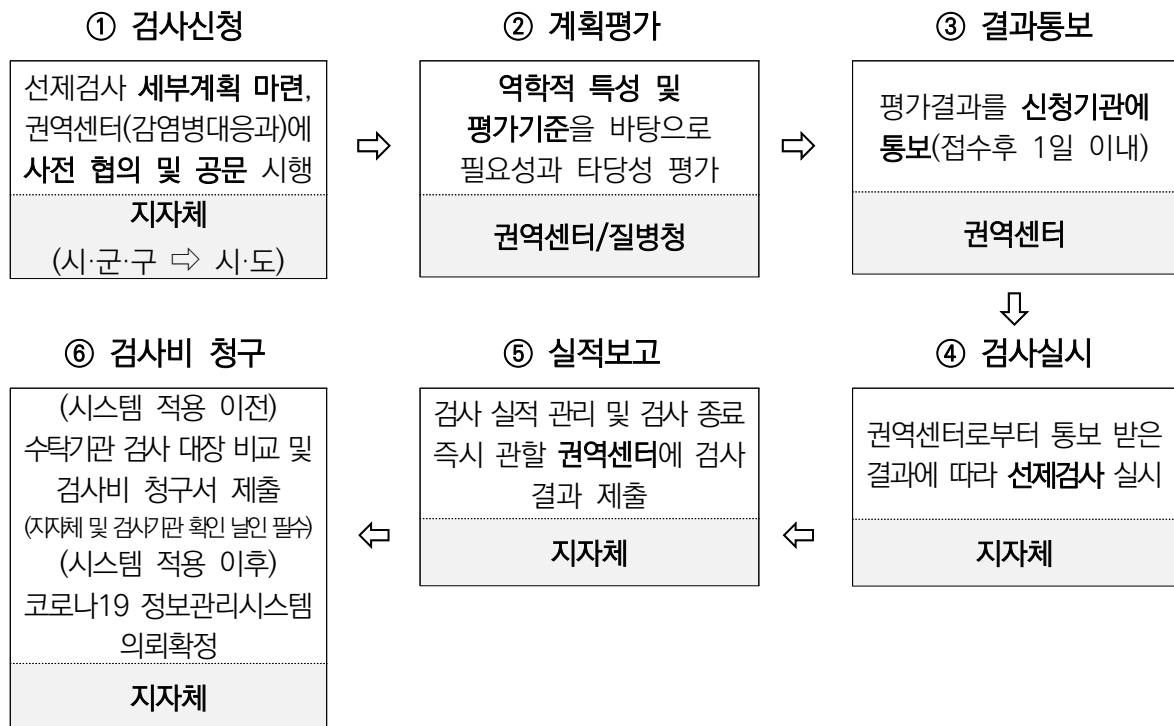 ① 검사신청
선제검사 세부계획 마련,
권역센터(감염병대응과)에
사전 협의 및 공문 시행
지자체
(시·군·구 ⇨ 시·도)
⇨
② 계획평가
역학적 특성 및
평가기준을 바탕으로
필요성과 타당성 평가
권역센터/질병청
⇨
③ 결과통보
평가결과를 신청기관에
통보(접수후 1일 이내)
권역센터
⇩
④ 검사실시
권역센터로부터 통보 받은
결과에 따라 선제검사 실시
지자체
⇦
⑤ 실적보고
검사 실적 관리 및 검사 종료
즉시 관할 권역센터에 검사
결과 제출
지자체
⇦
⑥ 검사비 청구
(시스템 적용 이전)
수탁기관 검사 대장 비교 및
검사비 청구서 제출
(지자체 및 검사기관 확인 날인 필수)
(시스템 적용 이후)
코로나19 정보관리시스템
의뢰확정
지자체